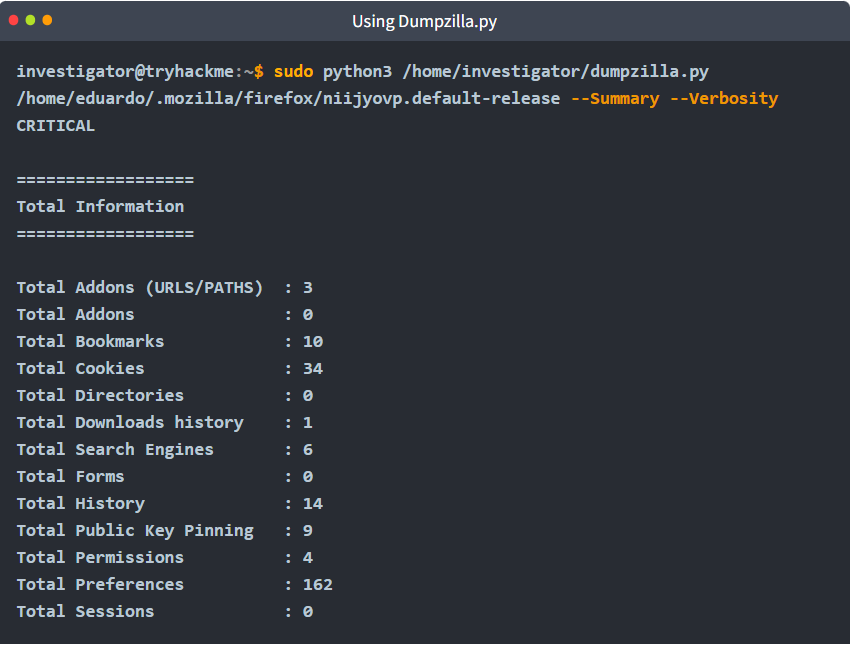 Using Dumpzilla.py
investigator@tryhackme:~$ sudo python3 /home/investigator/dumpzilla.py
/home/eduardo/.mozilla/firefox/niijyovp.default-release --Summary --Verbosity
CRITICAL
==================
Total Information
==================
Total Addons (URLS/PATHS)  : 3
Total Addons               : 0
Total Bookmarks            : 10
Total Cookies              : 34
Total Directories          : 0
Total Downloads history    : 1
Total Search Engines       : 6
Total Forms                : 0
Total History              : 14
Total Public Key Pinning   : 9
Total Permissions          : 4
Total Preferences          : 162
Total Sessions             : 0